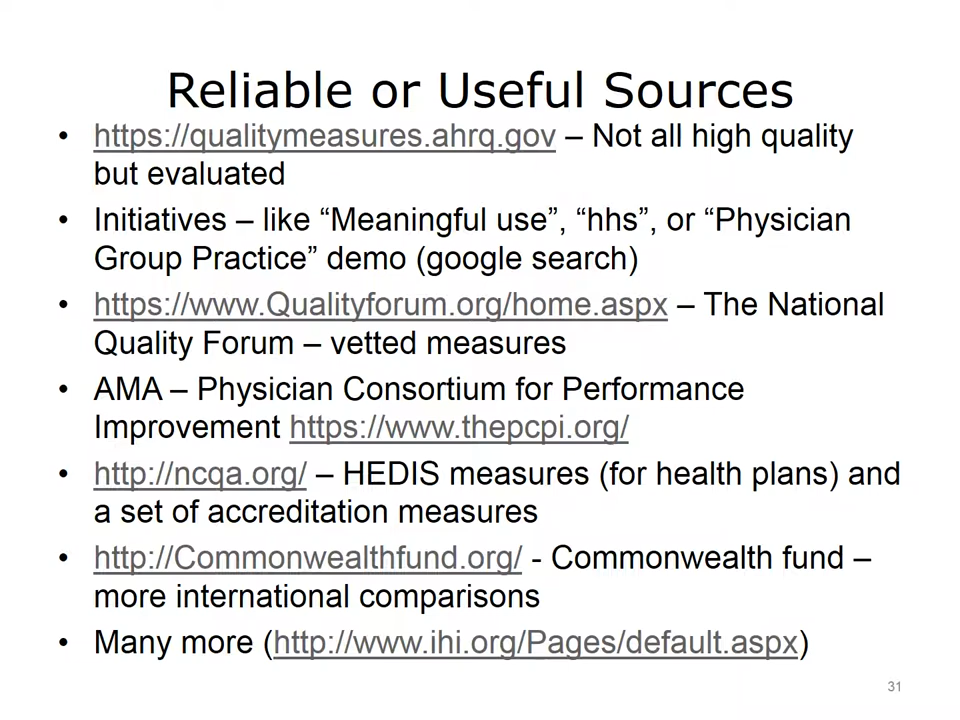 Reliable or Useful Sources
• https://qualitymeasures.ahrq.gov – Not all high quality
but evaluated
• Initiatives – like “Meaningful use”, “hhs”, or “Physician
Group Practice” demo (google search)
• https://www.Qualityforum.org/home.aspx – The National
Quality Forum – vetted measures
• AMA – Physician Consortium for Performance
Improvement https://www.thepcpi.org/
• http://ncqa.org/ – HEDIS measures (for health plans) and
a set of accreditation measures
• http://Commonwealthfund.org/ - Commonwealth fund –
more international comparisons
• Many more (http://www.ihi.org/Pages/default.aspx)
31